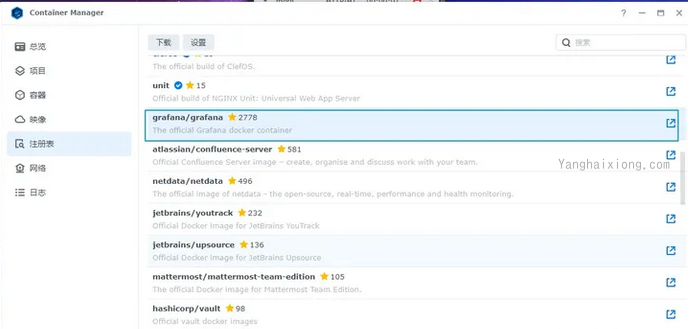 Container Manager
下载
设置
搜索
总览
项目
容器
映像
注册表
网络
日志
The official build of ClefOS.
unit 15
Official build of NGINX Unit: Universal Web App Server
grafana/grafana 2778
The official Grafana docker container
atlassian/confluence-server 581
Official Confluence Server image – create, organise and discuss work with your team.
netdata/netdata 496
The official image of netdata - the open-source, real-time, performance and health monitoring.
jetbrains/youtrack 232
Official Docker Image for JetBrains YouTrack
jetbrains/upsource 136
Official Docker Image for JetBrains Upsource
mattermost/mattermost-team-edition 105
The official Docker Image for Mattermost Team Edition.
hashicorp/vault 98
Official vault docker images
Yanghaixiong.com